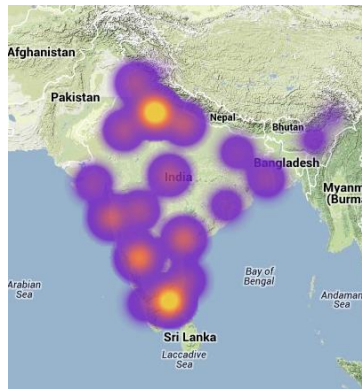 Afghanistan
Pakistan
Nepal
Bhutan
Bangladesh
India
Myanm
(Burma
Arabian
Sea
Bay of
Bengal
Andaman
Sea
Sri Lanka
Laccadive
Sea